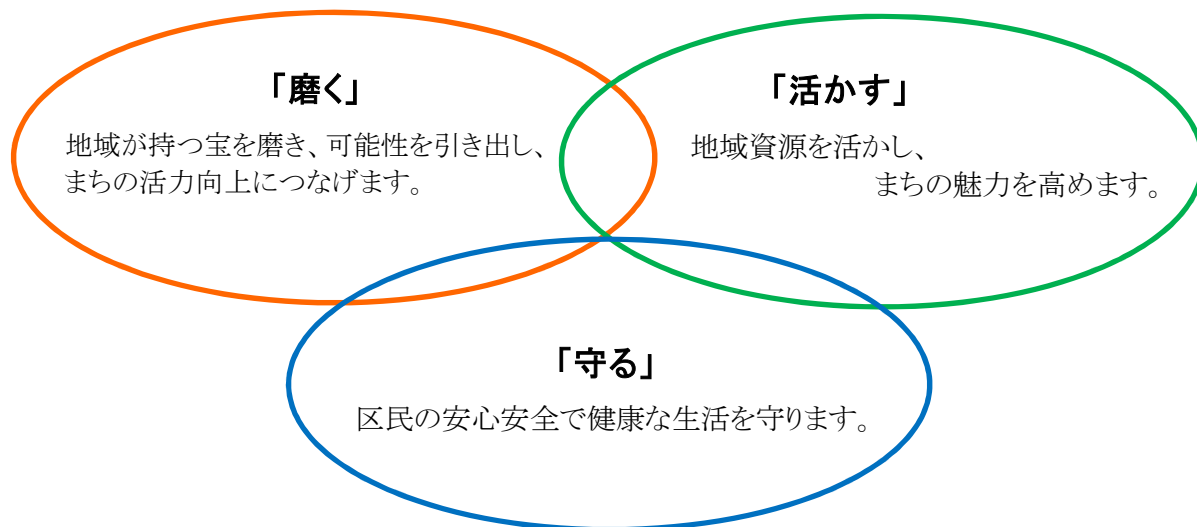 「磨く」
地域が持つ宝を磨き、可能性を引き出し、
まちの活力向上につなげます。
「活かす」
地域資源を活かし、
まちの魅力を高めます。
「守る」
区民の安心安全で健康な生活を守ります。